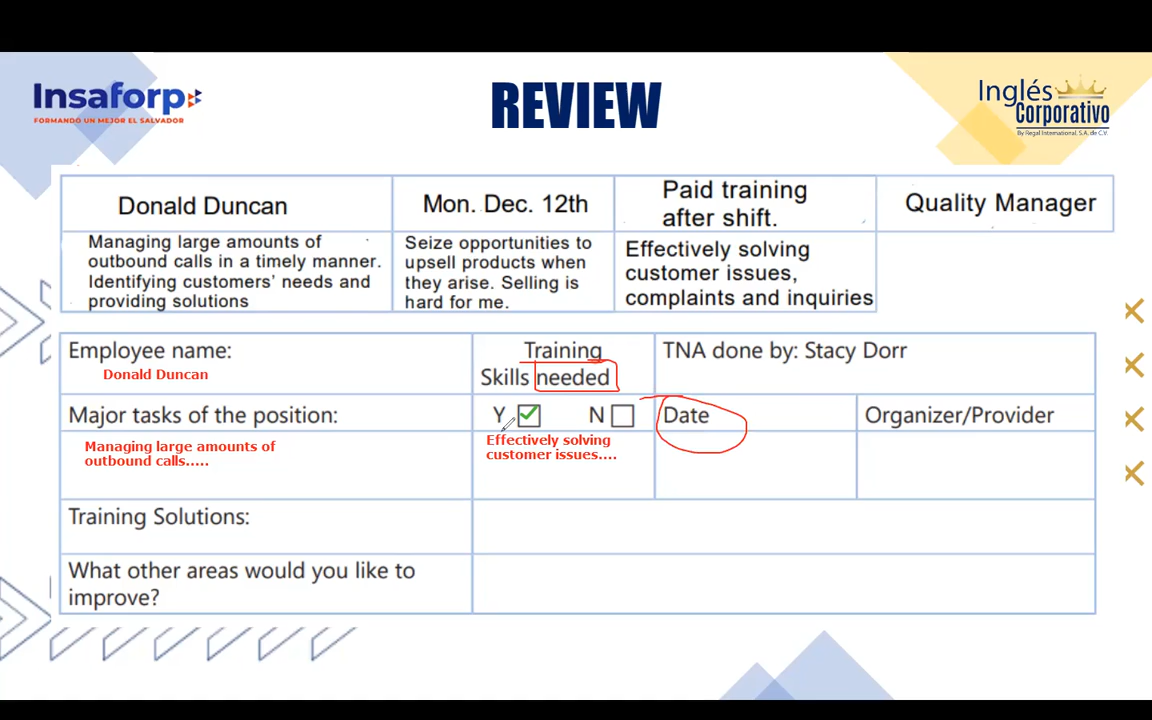 Insaforp
FORMANDO UN MEJOR EL SALVADOR
REVIEW
Inglés
Corporativo
By Regal International, S.A. de C.V.
Donald Duncan
Mon. Dec. 12th
Paid training
after shift.
Quality Manager
Managing large amounts of
outbound calls in a timely manner.
Identifying customers' needs and
providing solutions
Seize opportunities to
upsell products when
they arise. Selling is
hard for me.
Effectively solving
customer issues,
complaints and inquiries
Employee name:
Donald Duncan
Training
Skills needed
TNA done by: Stacy Dorr
Major tasks of the position:
Y N
Date
Organizer/Provider
Managing large amounts of
outbound calls.....
Effectively solving
customer issues....
Training Solutions:
What other areas would you like to
improve?